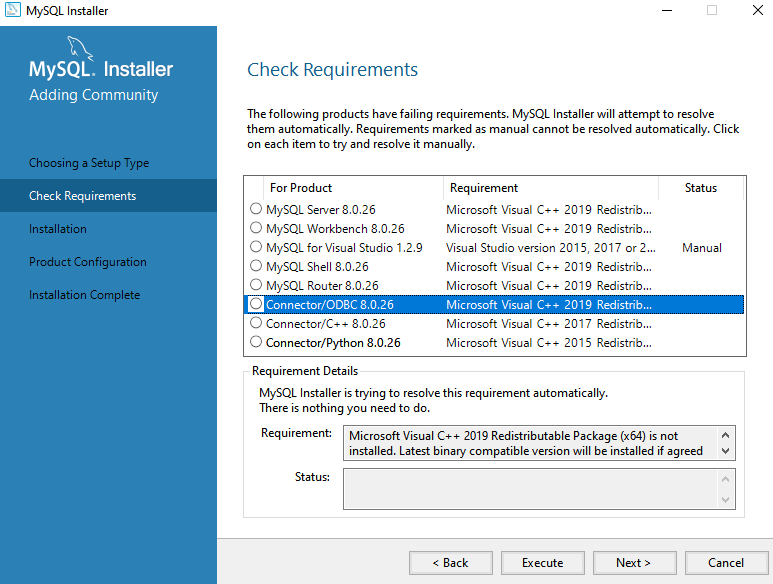 MySQL Installer
MySQL. Installer
Adding Community
Choosing a Setup Type
Check Requirements
Installation
Product Configuration
Installation Complete
Check Requirements
The following products have failing requirements. MySQL Installer will attempt to resolve
them automatically. Requirements marked as manual cannot be resolved automatically. Click
on each item to try and resolve it manually.
For Product Requirement Status
MySQL Server 8.0.26 Microsoft Visual C++ 2019 Redistrib...
MySQL Workbench 8.0.26 Microsoft Visual C++ 2019 Redistrib...
MySQL for Visual Studio 1.2.9 Visual Studio version 2015, 2017 or 2... Manual
MySQL Shell 8.0.26 Microsoft Visual C++ 2019 Redistrib...
MySQL Router 8.0.26 Microsoft Visual C++ 2019 Redistrib...
Connector/ODBC 8.0.26 Microsoft Visual C++ 2019 Redistrib...
Connector/C++ 8.0.26 Microsoft Visual C++ 2017 Redistrib...
Connector/Python 8.0.26 Microsoft Visual C++ 2015 Redistrib...
Requirement Details
MySQL Installer is trying to resolve this requirement automatically.
There is nothing you need to do.
Requirement: Microsoft Visual C++ 2019 Redistributable Package (x64) is not
installed. Latest binary compatible version will be installed if agreed
Status:
< Back Execute Next > Cancel